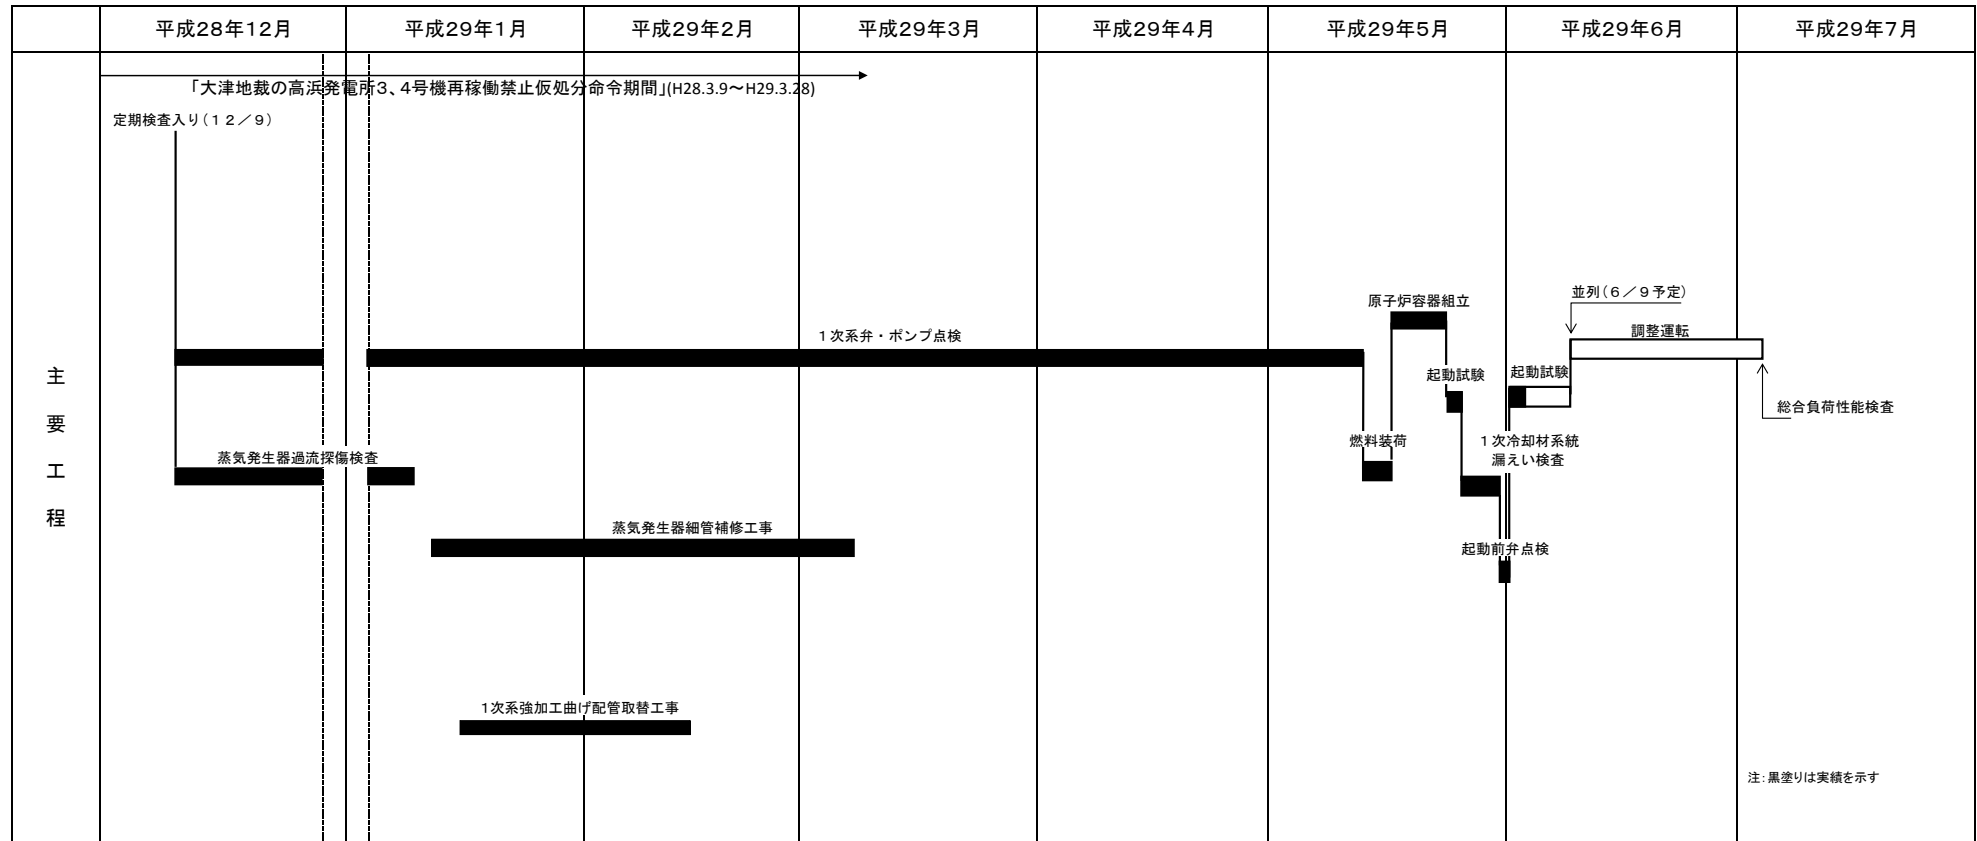 平成28年12月 平成29年1月 平成29年2月 平成29年3月 平成29年4月 平成29年5月 平成29年6月 平成29年7月
「大津地裁の高浜発電所３、４号機再稼働禁止仮処分命令期間」(H28.3.9～H29.3.28)
定期検査入り（１２／９）
並列（６／９予定）
原子炉容器組立
１次系弁・ポンプ点検
調整運転
起動試験
起動試験
総合負荷性能検査
主要工程
燃料装荷
１次冷却材系統
漏えい検査
蒸気発生器過流探傷検査
蒸気発生器細管補修工事
起動前弁点検
１次系強加工曲げ配管取替工事
注：黒塗りは実績を示す